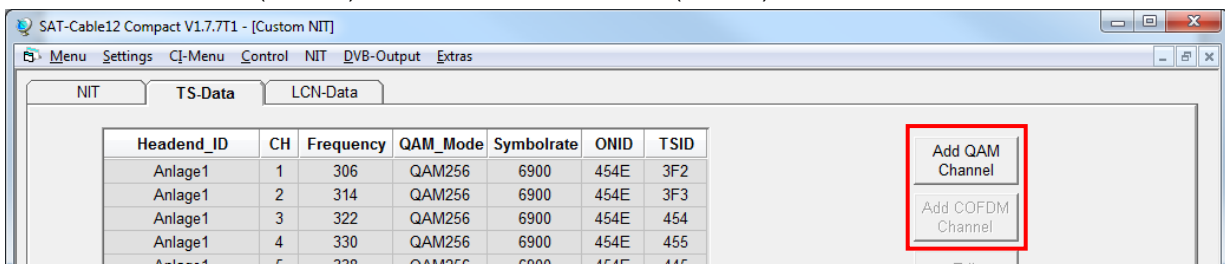 SAT-Cable12 Compact V1.7.7T1 - [Custom NIT]
Menu Settings CI-Menu Control NIT DVB-Output Extras
NIT TS-Data LCN-Data
Headend_ID CH Frequency QAM_Mode Symbolrate ONID TSID
Anlage1 1 306 QAM256 6900 454E 3F2
Anlage1 2 314 QAM256 6900 454E 3F3
Anlage1 3 322 QAM256 6900 454E 454
Anlage1 4 330 QAM256 6900 454E 455
Add QAM
Channel
Add COFDM
Channel